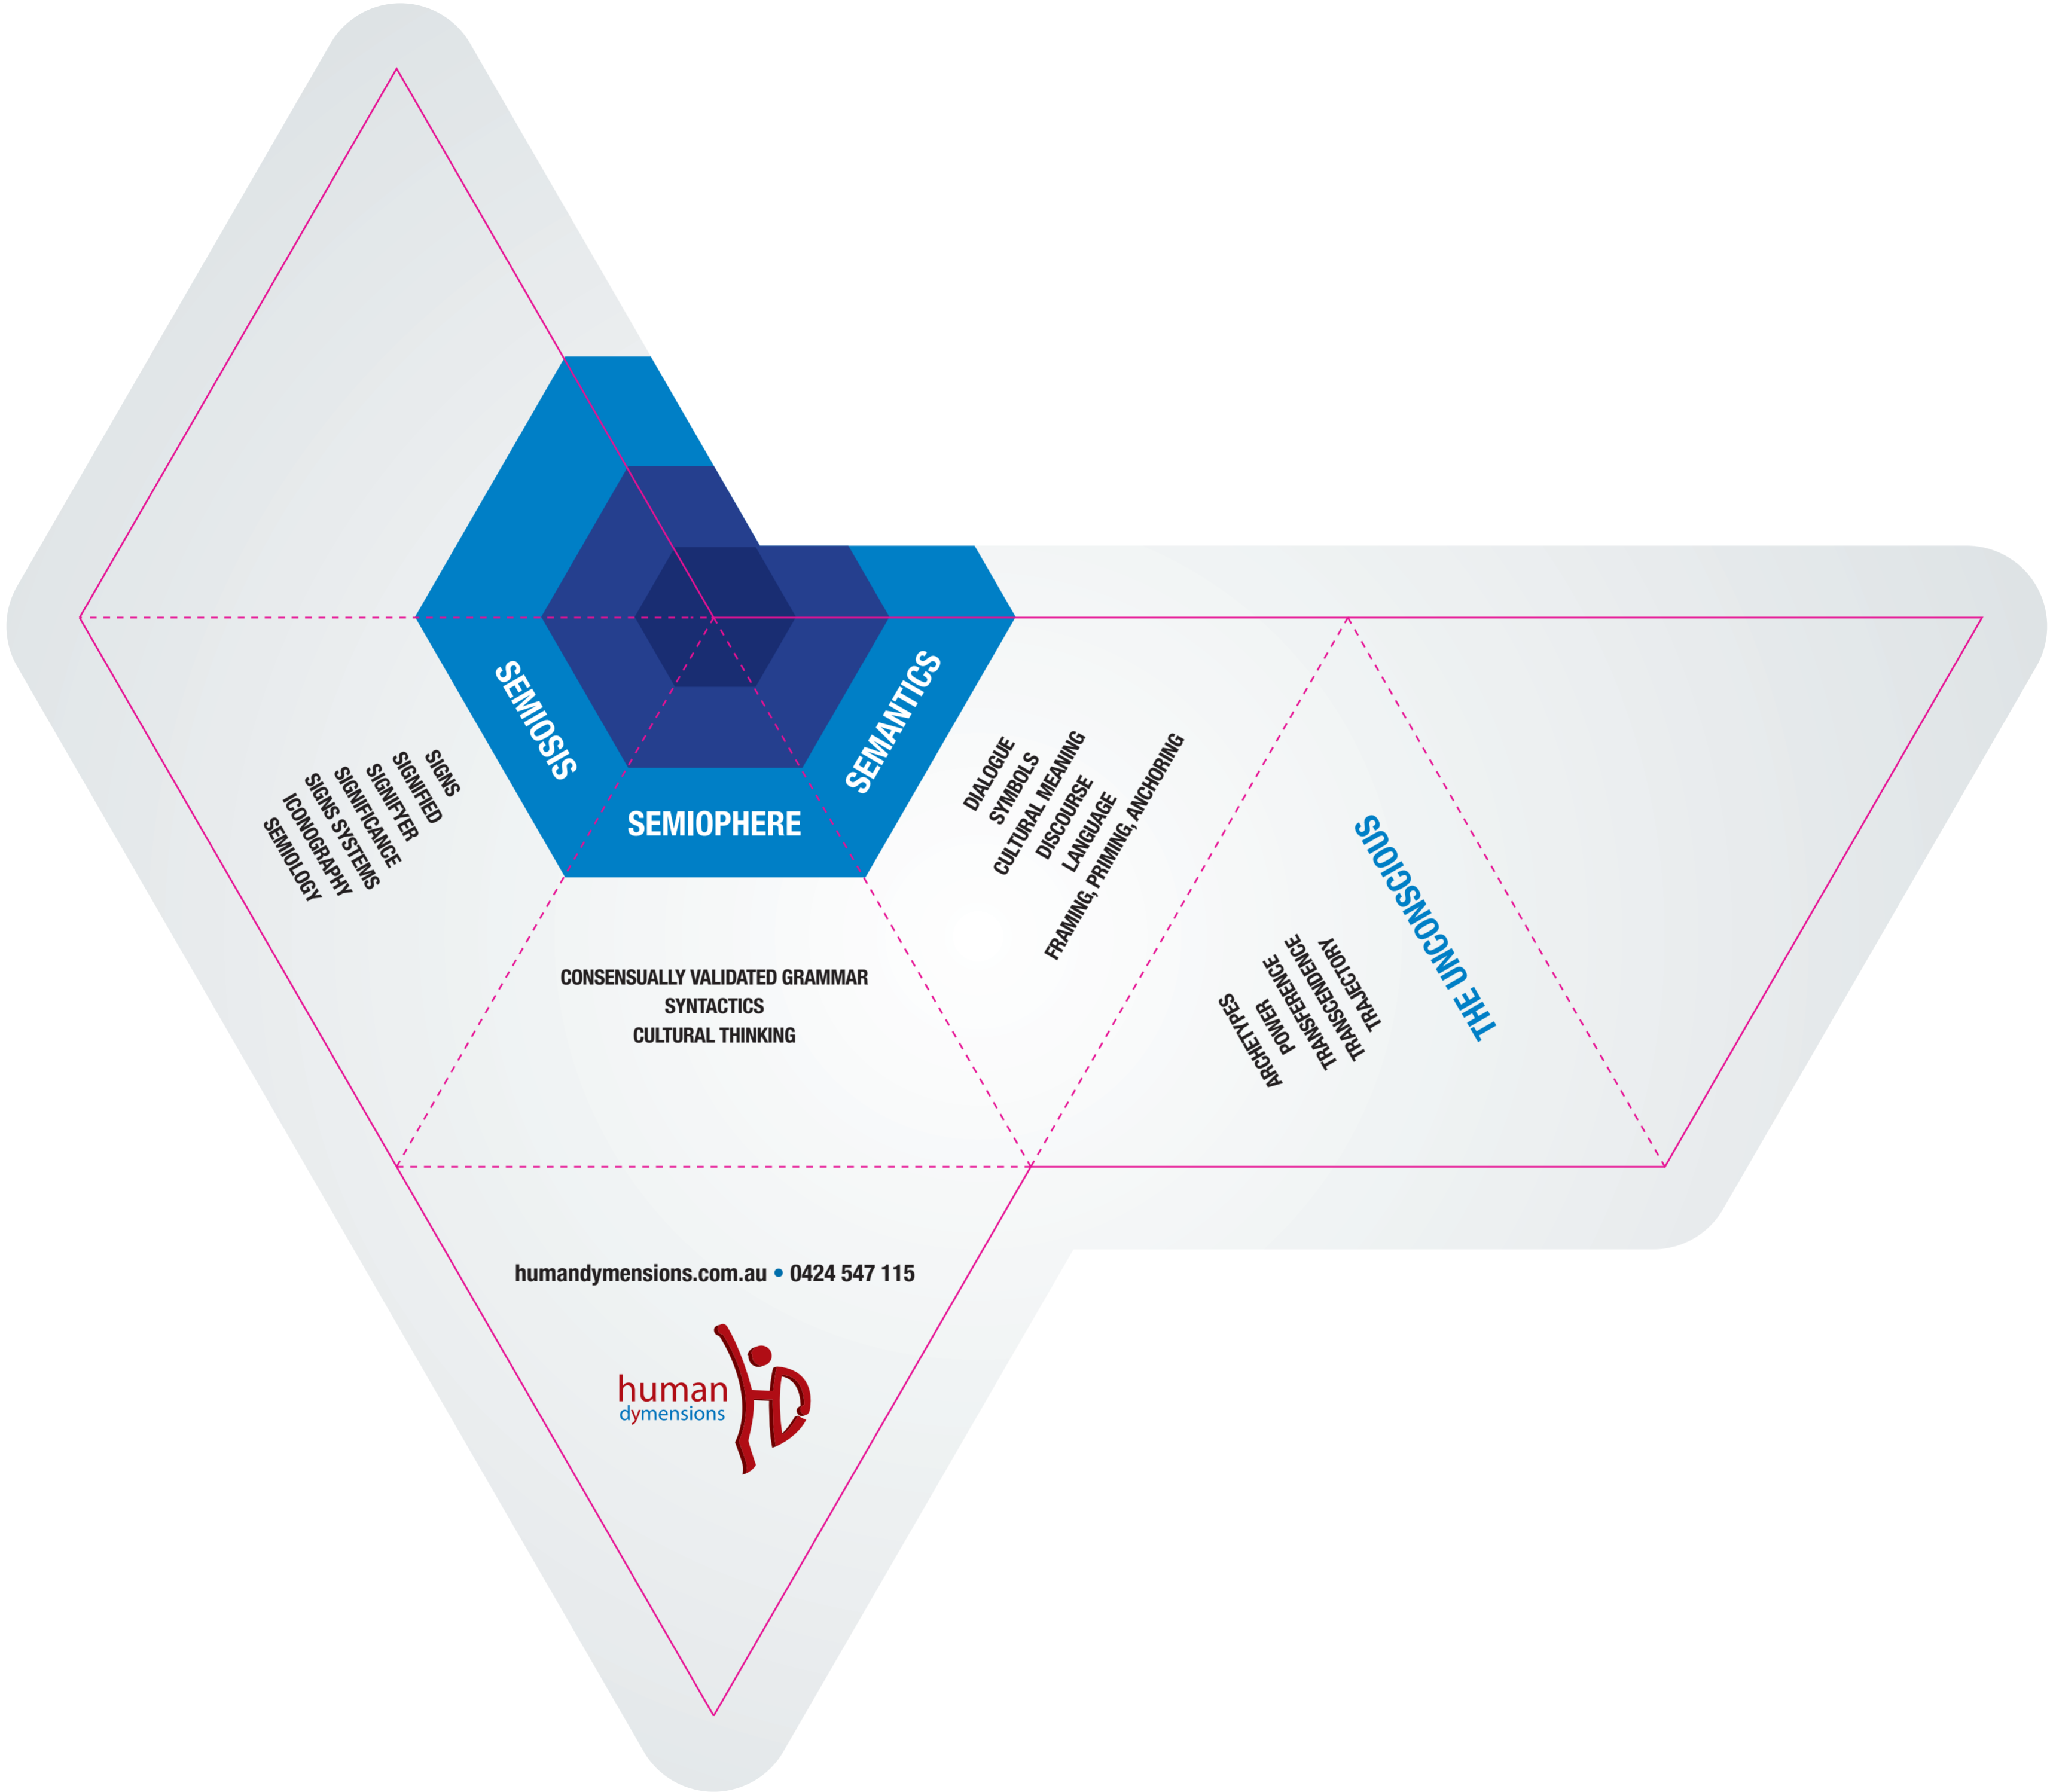 SEMIOSIS
SIGNS
SIGNIFIED
SIGNIFYER
SIGNIFICANCE
SIGNS SYSTEMS
ICONOGRAPHY
SEMIOLOGY
SEMIOPHERE
CONSENSUALLY VALIDATED GRAMMAR
SYNTACTICS
CULTURAL THINKING
SEMANTICS
DIALOGUE
SYMBOLS
CULTURAL MEANING
DISCOURSE
LANGUAGE
FRAMING, PRIMING, ANCHORING
THE UNCONSCIOUS
TRAJECTORY
TRANSCENDENCE
TRANSFERENCE
POWER
ARCHETYPES
humandymensions.com.au • 0424 547 115
human
dymensions